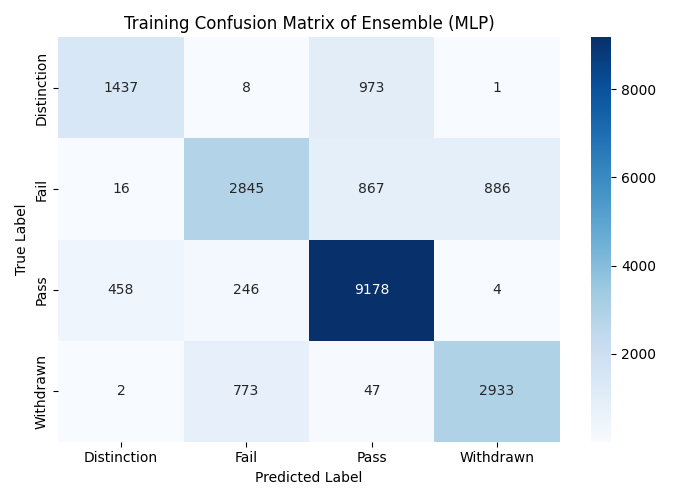 Training Confusion Matrix of Ensemble (MLP)
True Label
Distinction
1437 8 973 1
Fail
16 2845 867 886
Pass
458 246 9178 4
Withdrawn
2 773 47 2933
Distinction Fail Pass Withdrawn
Predicted Label
8000
6000
4000
2000